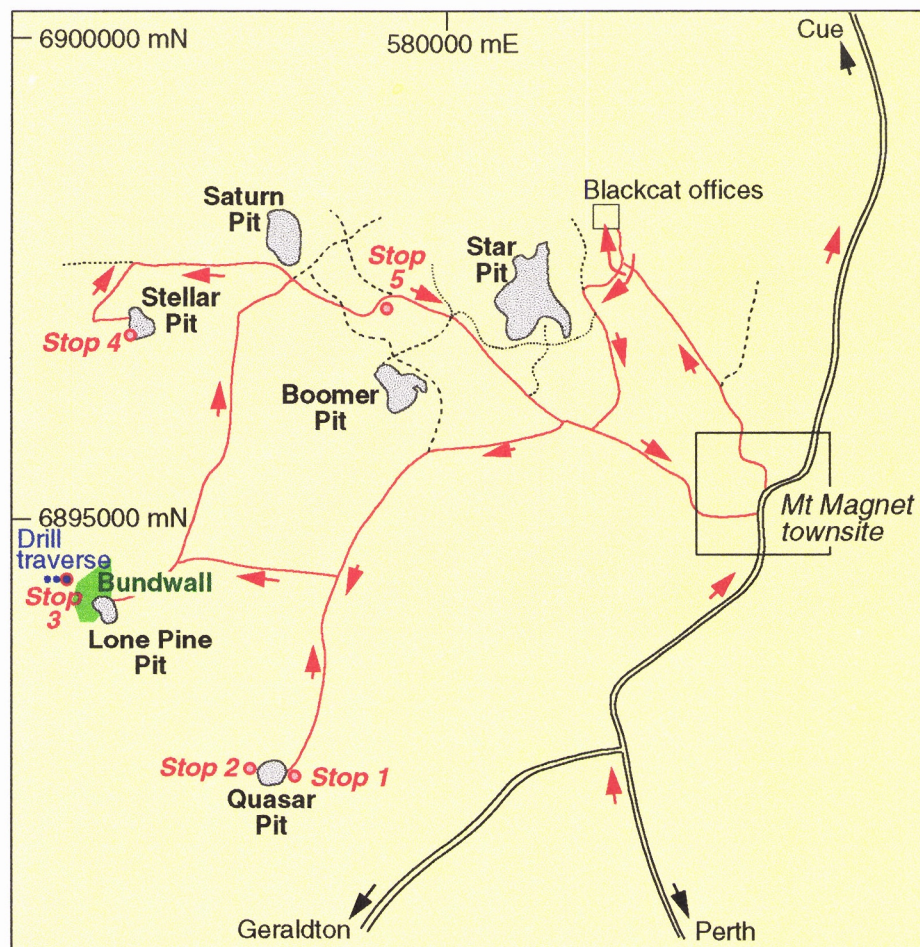 6900000 mN
580000 mE
Cue
Blackcat offices
Saturn
Pit
Star
Pit
Stop
5
Stellar
Pit
Stop 4
Boomer
Pit
6895000 mN
Mt Magnet
townsite
Drill
traverse
Bundwall
Stop
3
Lone Pine
Pit
Stop 2
Stop 1
Quasar
Pit
Geraldton
Perth